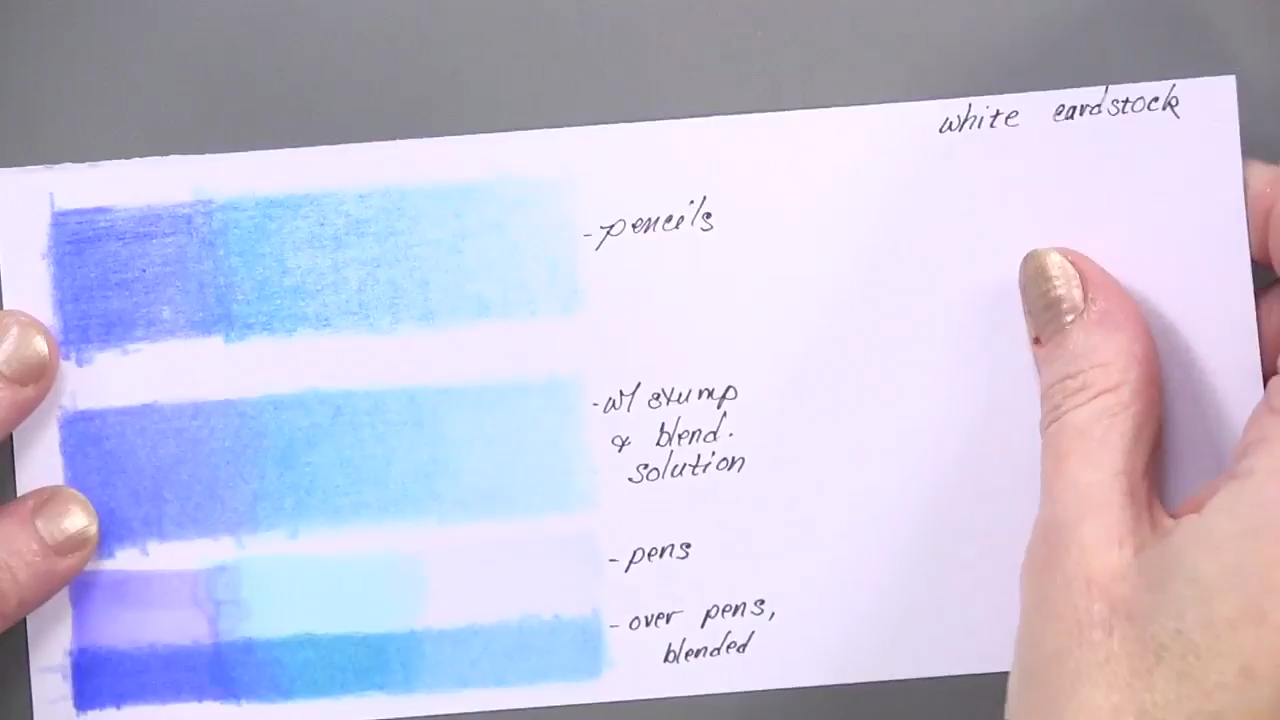 white cardstock
- pencils
- w/ stump
& blend.
solution
- pens
- over pens,
blended